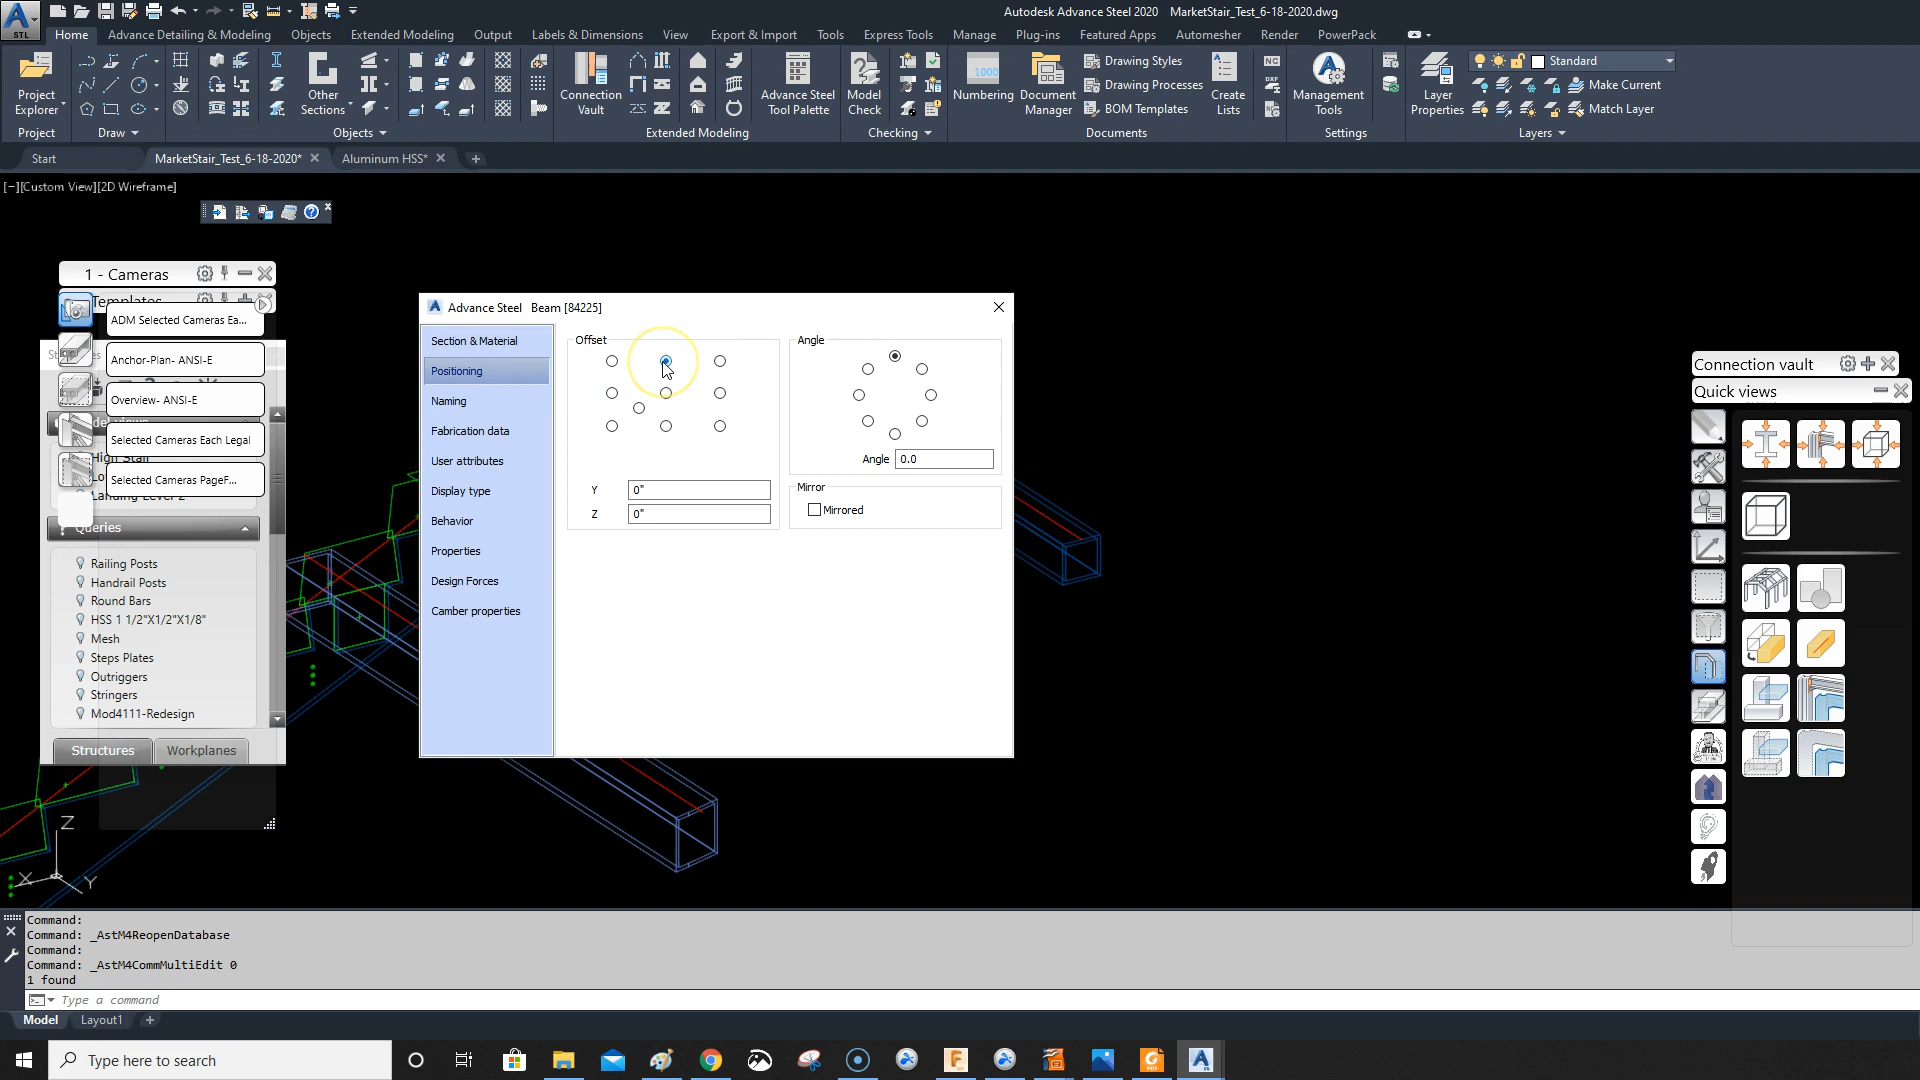 Autodesk Advance Steel 2020 MarketStair_Test_6-18-2020.dwg
STL
Home Advance Detailing & Modeling Objects Extended Modeling Output Labels & Dimensions View Export & Import Tools Express Tools Manage Plug-ins Featured Apps Automesher Render PowerPack
Project Explorer
Other Sections
Connection Vault
Advance Steel Tool Palette
Model Check
1000
Numbering
Document Manager
Drawing Styles
Drawing Processes
BOM Templates
Create Lists
NC
DXF
NC
Management Tools
Layer Properties
Standard
Make Current
Match Layer
Project Draw Objects Extended Modeling Checking Documents Settings Layers
Start MarketStair_Test_6-18-2020* Aluminum HSS*
[−][Custom View][2D Wireframe]
1 - Cameras
Templates
ADM Selected Cameras Ea...
Anchor-Plan- ANSI-E
Overview- ANSI-E
Selected Cameras Each Legal
Selected Cameras PageF...
Landing Level 2
Queries
Railing Posts
Handrail Posts
Round Bars
HSS 1 1/2"X1/2"X1/8"
Mesh
Steps Plates
Outriggers
Stringers
Mod4111-Redesign
Structures Workplanes
Advance Steel Beam [84225]
Section & Material
Positioning
Naming
Fabrication data
User attributes
Display type
Behavior
Properties
Design Forces
Camber properties
Offset
Y 0"
Z 0"
Angle
Angle 0.0
Mirror
Mirrored
Connection vault
Quick views
Z
X
Y
Command:
Command: _AstM4ReopenDatabase
Command:
Command: _AstM4CommMultiEdit 0
1 found
Type a command
Model Layout1
Type here to search